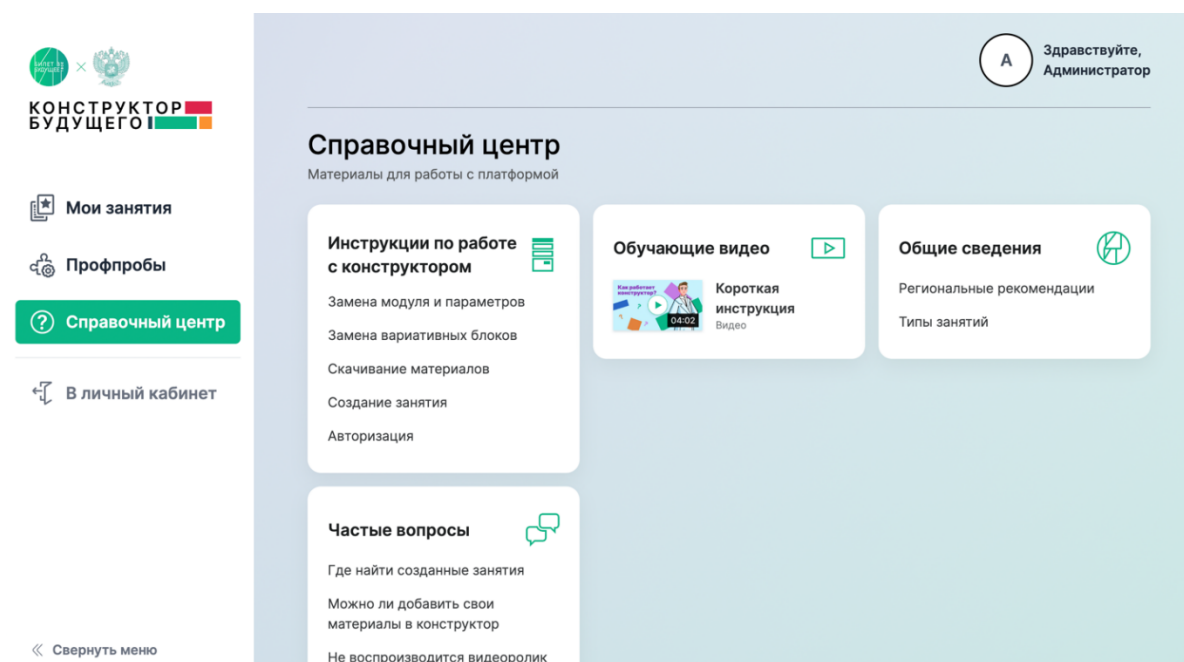 БИЛЕТ В
БУДУЩЕЕ
×
КОНСТРУКТОР
БУДУЩЕГО
Мои занятия
Профпробы
Справочный центр
В личный кабинет
Свернуть меню
А
Здравствуйте,
Администратор
Справочный центр
Материалы для работы с платформой
Инструкции по работе
с конструктором
Замена модуля и параметров
Замена вариативных блоков
Скачивание материалов
Создание занятия
Авторизация
Обучающие видео
Как работает
конструктор?
04:02
Короткая
инструкция
Видео
Общие сведения
Региональные рекомендации
Типы занятий
Частые вопросы
Где найти созданные занятия
Можно ли добавить свои
материалы в конструктор
Не воспроизводится видеоролик